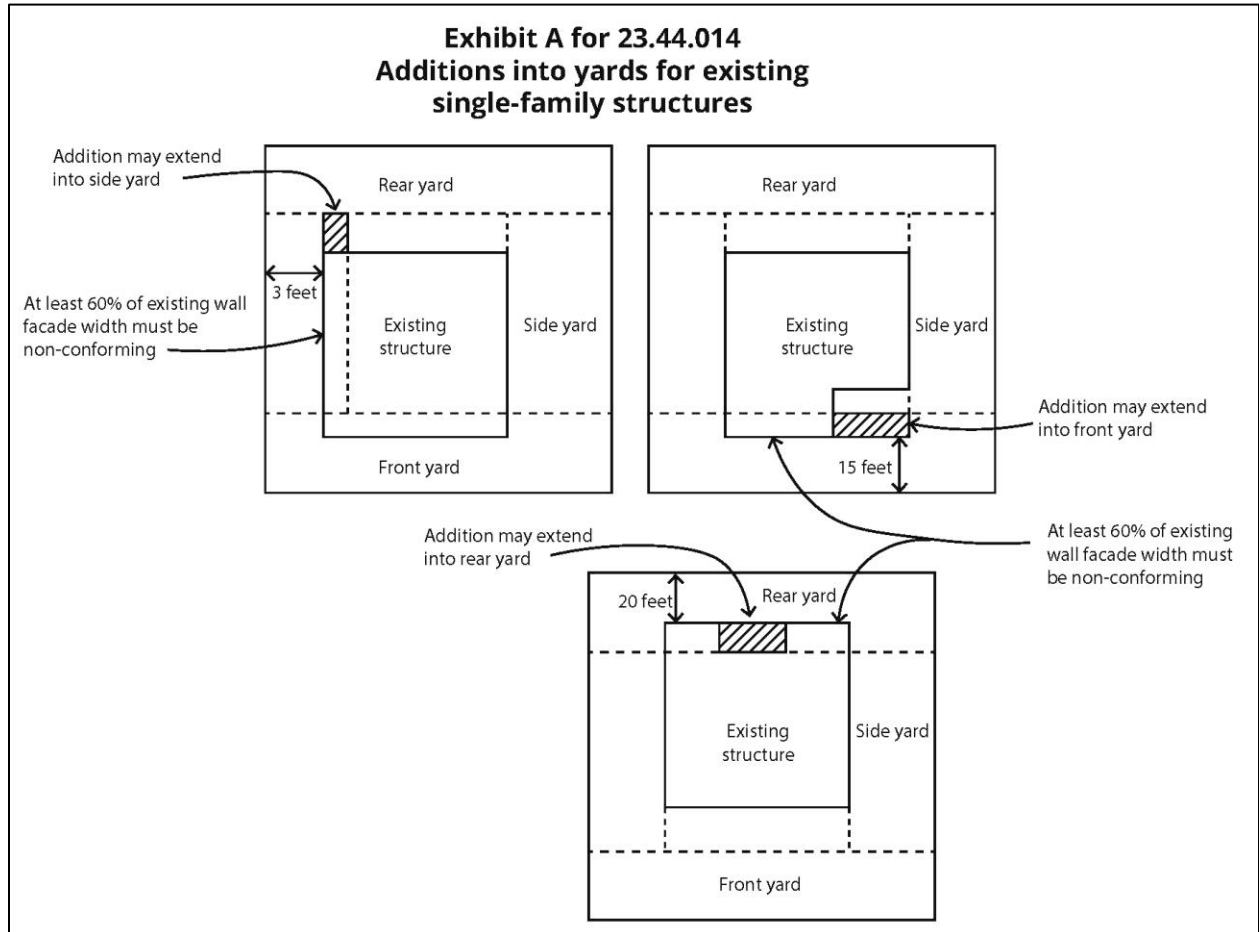 Exhibit A for 23.44.014
Additions into yards for existing
single-family structures
Addition may extend
into side yard
Rear yard
3 feet
At least 60% of existing wall
facade width must be
non-conforming
Existing
structure
Side yard
Front yard
Rear yard
Existing
structure
Side yard
Addition may extend
into front yard
15 feet
Addition may extend
into rear yard
At least 60% of existing
wall facade width must
be non-conforming
20 feet
Rear yard
Existing
structure
Side yard
Front yard